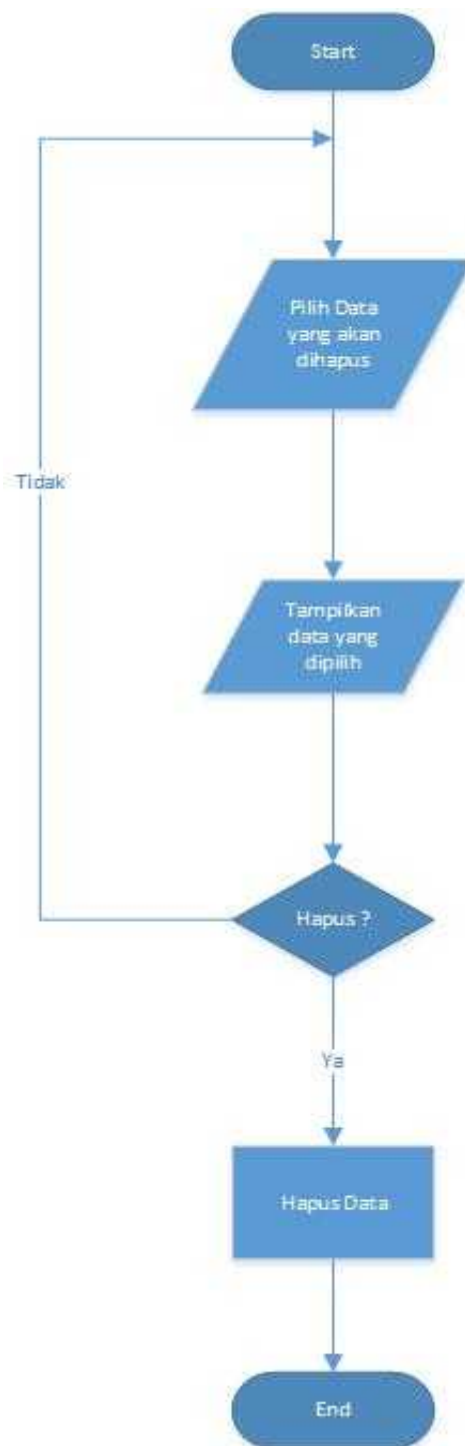 Start
Pilih Data
yang akan
dihapus
Tidak
Tampilkan
data yang
dipilih
Hapus ?
Ya
Hapus Data
End